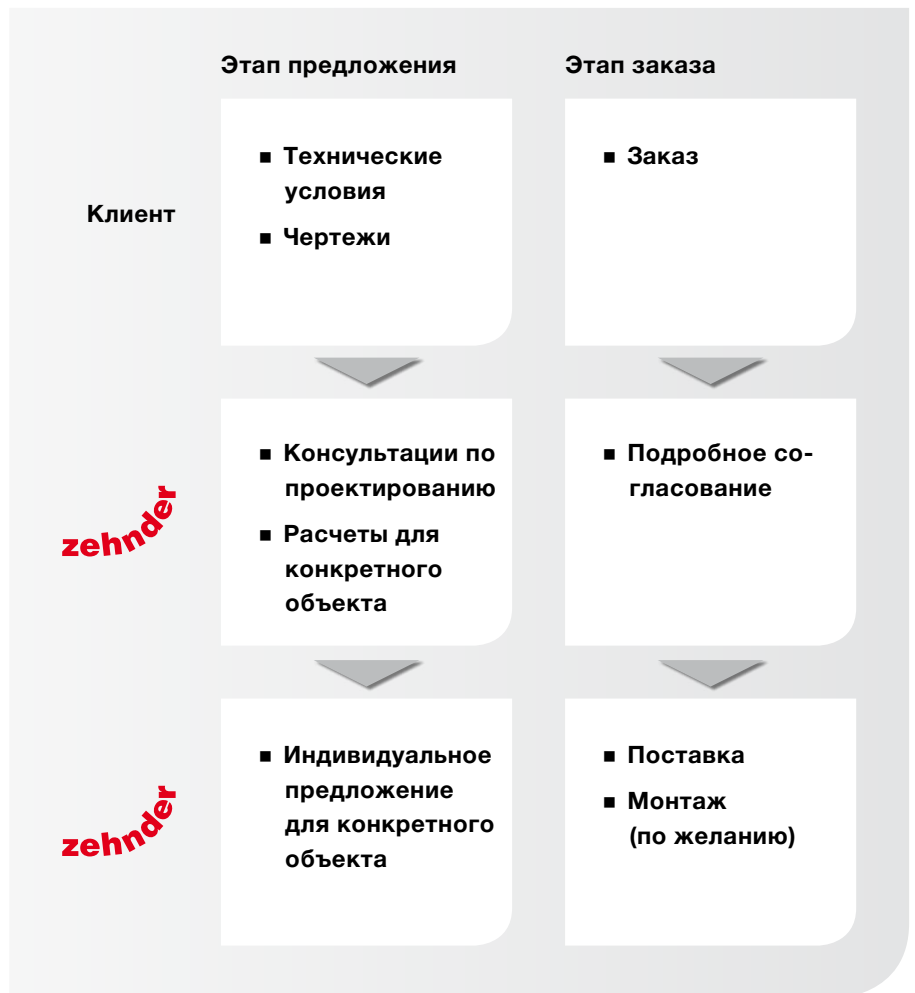 Этап предложения
Этап заказа
Клиент
▪ Технические
условия
▪ Чертежи
▪ Заказ
zehnder
▪ Консультации по
проектированию
▪ Расчеты для
конкретного
объекта
▪ Подробное со-
гласование
zehnder
▪ Индивидуальное
предложение
для конкретного
объекта
▪ Поставка
▪ Монтаж
(по желанию)